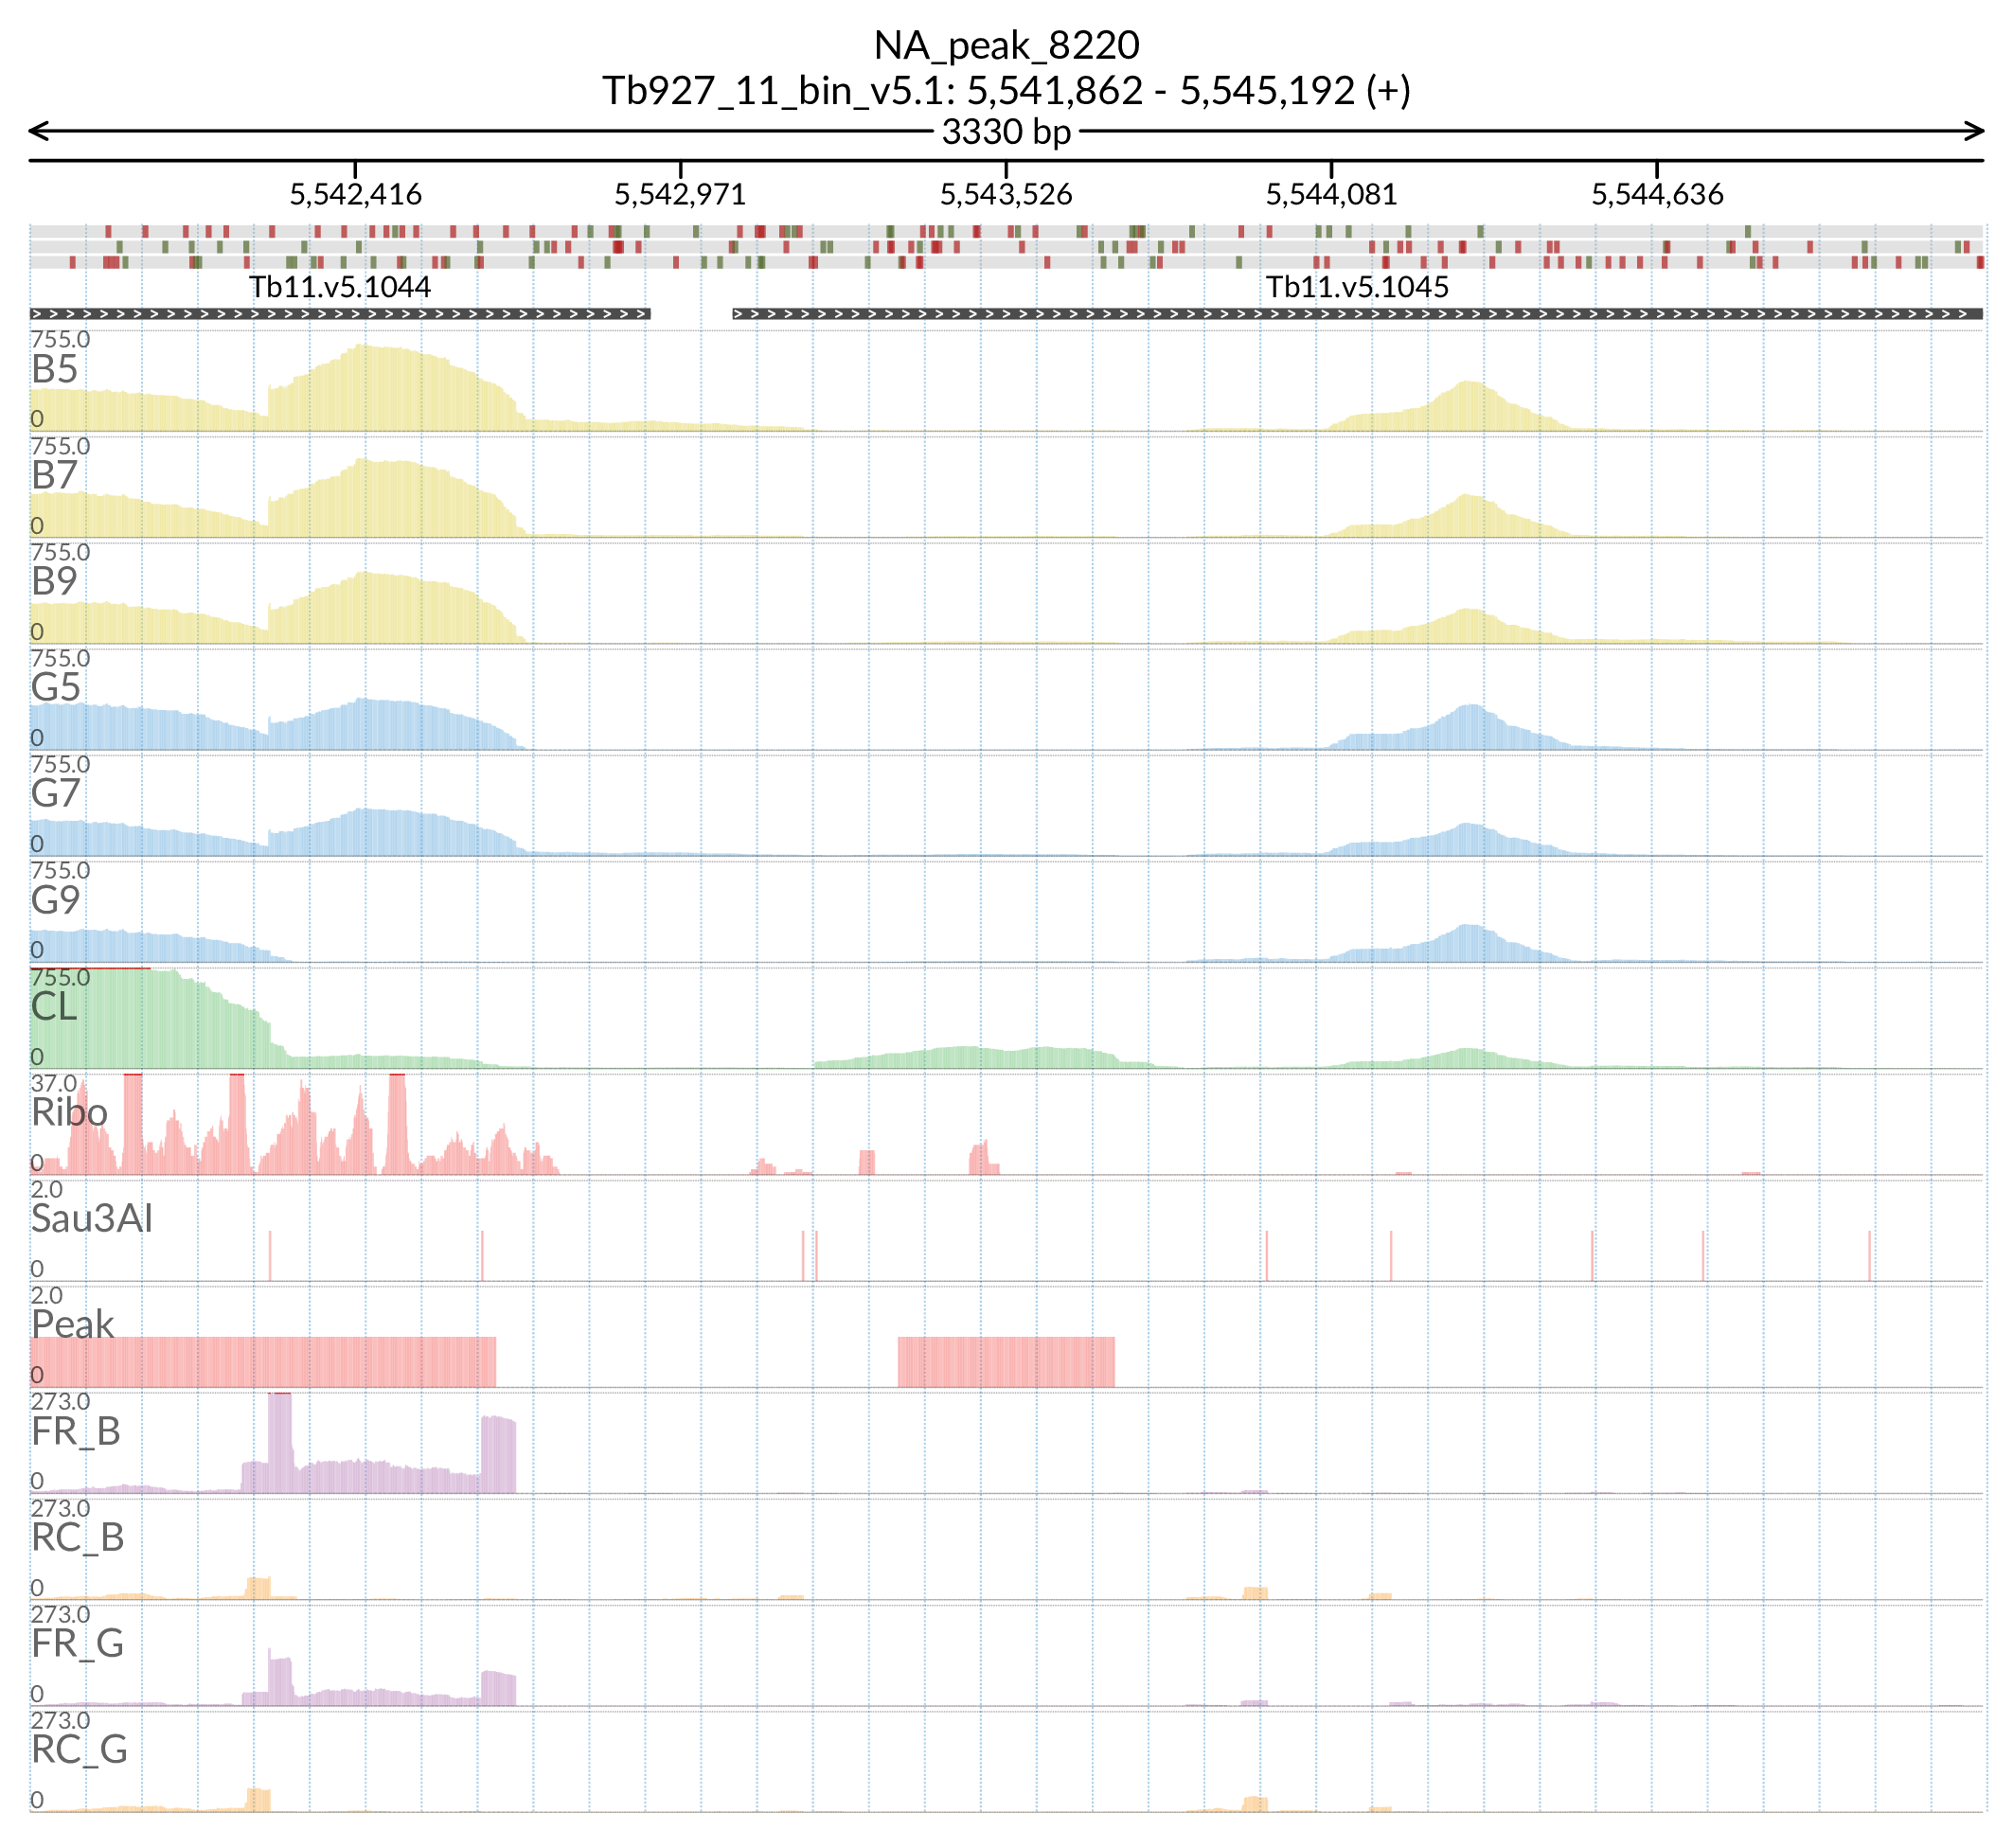 NA_peak_8220
Tb927_11_bin_v5.1: 5,541,862 - 5,545,192 (+)
3330 bp
5,542,416 5,542,971 5,543,526 5,544,081 5,544,636
Tb11.v5.1044 Tb11.v5.1045
755.0
B5
0
755.0
B7
0
755.0
B9
0
755.0
G5
0
755.0
G7
0
755.0
G9
0
755.0
CL
0
37.0
Ribo
0
2.0
Sau3AI
0
2.0
Peak
0
273.0
FR_B
0
273.0
RC_B
0
273.0
FR_G
0
273.0
RC_G
0